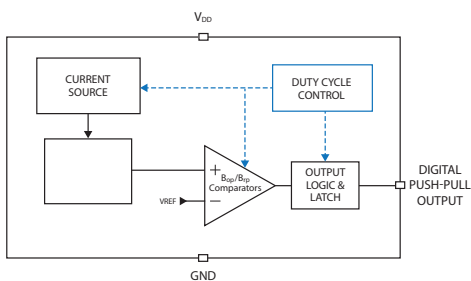 VDD
CURRENT
SOURCE
DUTY CYCLE
CONTROL
+
Bop/Brp
Comparators
VREF
−
OUTPUT
LOGIC &
LATCH
DIGITAL
PUSH-PULL
OUTPUT
GND